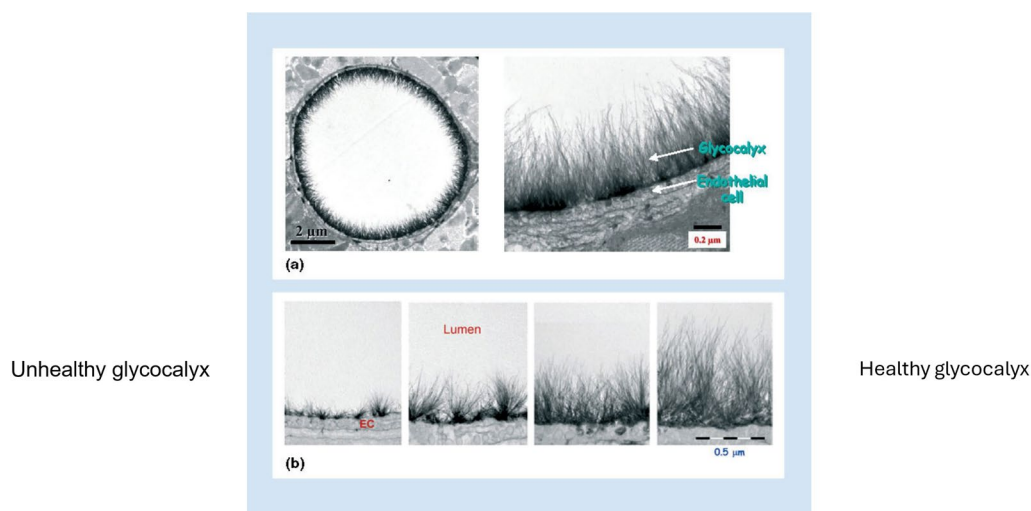 Glycocalyx
Endothelial
cell
2 μm
0.2 μm
(a)
Unhealthy glycocalyx
Lumen
EC
Healthy glycocalyx
0.5 μm
(b)